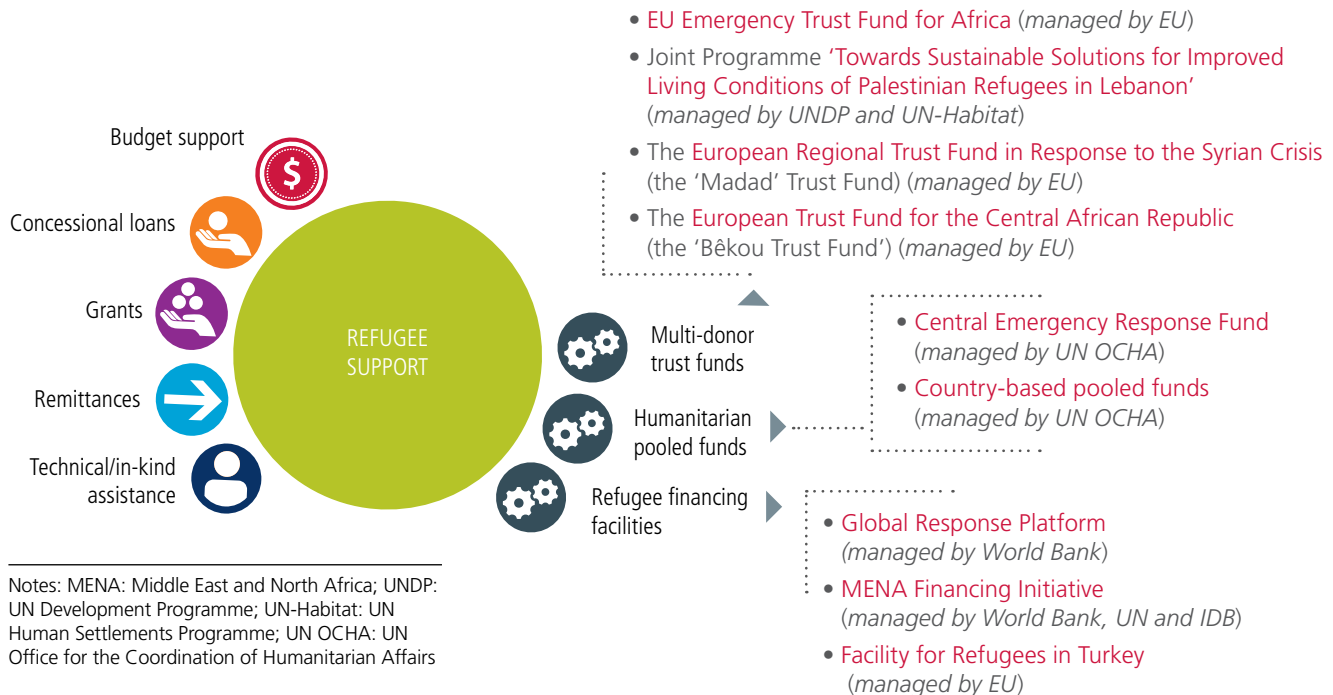 • EU Emergency Trust Fund for Africa (managed by EU)
• Joint Programme ‘Towards Sustainable Solutions for Improved
Living Conditions of Palestinian Refugees in Lebanon’
(managed by UNDP and UN-Habitat)
• The European Regional Trust Fund in Response to the Syrian Crisis
(the ‘Madad’ Trust Fund) (managed by EU)
• The European Trust Fund for the Central African Republic
(the ‘Bêkou Trust Fund’) (managed by EU)
Budget support
$
Concessional loans
Grants
Remittances
Technical/in-kind
assistance
REFUGEE
SUPPORT
Multi-donor
trust funds
Humanitarian
pooled funds
Refugee financing
facilities
• Central Emergency Response Fund
(managed by UN OCHA)
• Country-based pooled funds
(managed by UN OCHA)
• Global Response Platform
(managed by World Bank)
• MENA Financing Initiative
(managed by World Bank, UN and IDB)
• Facility for Refugees in Turkey
(managed by EU)
Notes: MENA: Middle East and North Africa; UNDP:
UN Development Programme; UN-Habitat: UN
Human Settlements Programme; UN OCHA: UN
Office for the Coordination of Humanitarian Affairs